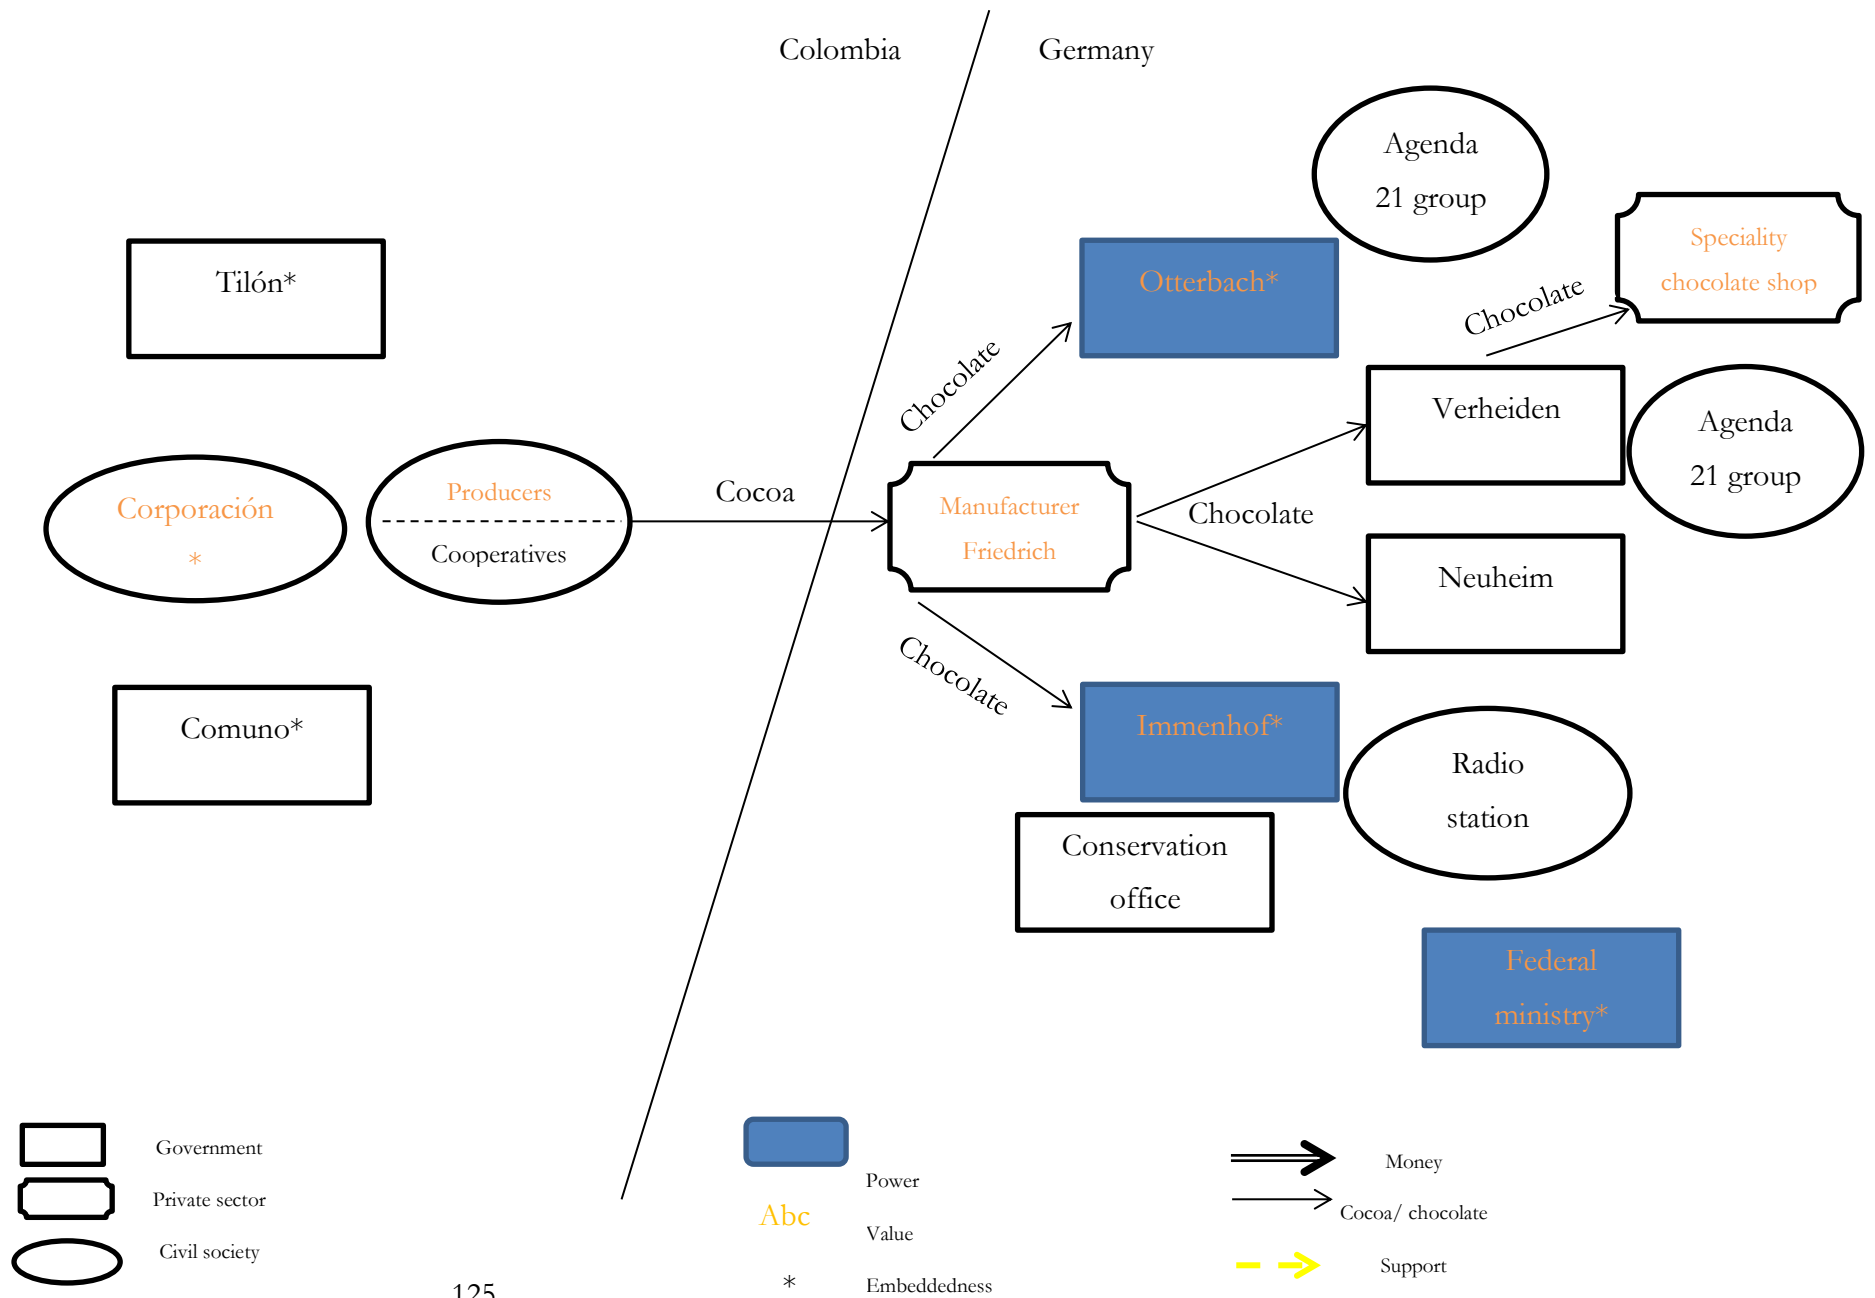 Colombia
Germany
Agenda
21 group
Tilón*
Otterbach*
Speciality
chocolate shop
Chocolate
Chocolate
Verheiden
Agenda
21 group
Corporación
*
Producers
Cooperatives
Cocoa
Manufacturer
Friedrich
Chocolate
Neuheim
Chocolate
Comuno*
Immenhof*
Radio
station
Conservation
office
Federal
ministry*
Government
Private sector
Civil society
Power
Abc
Value
*
Embeddedness
Money
Cocoa/ chocolate
Support
125